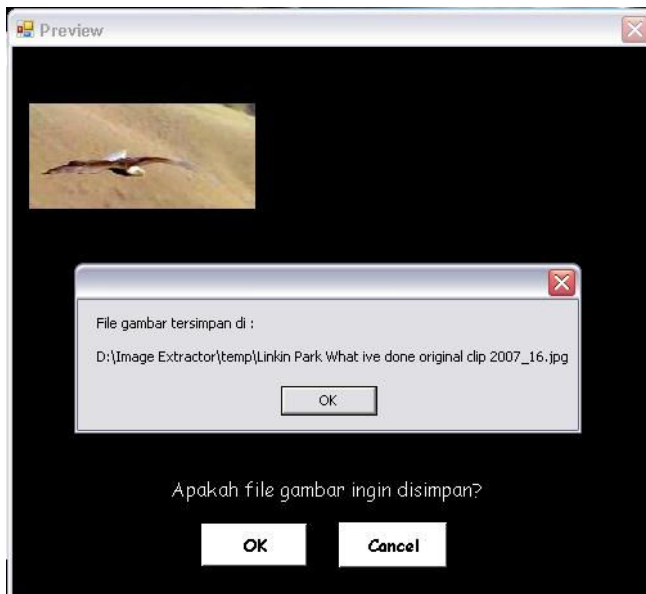 Preview
File gambar tersimpan di :
D:\Image Extractor\temp\Linkin Park What ive done original clip 2007_16.jpg
OK
Apakah file gambar ingin disimpan?
OK Cancel